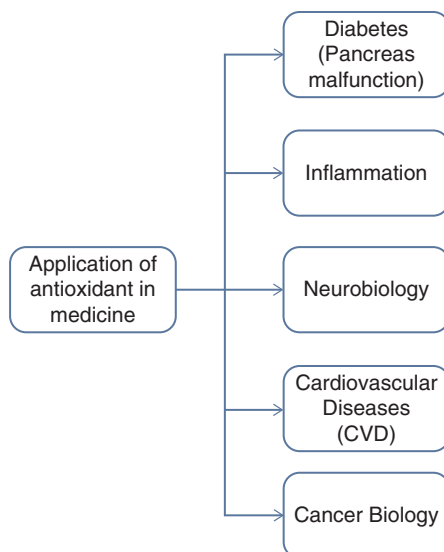 Diabetes
(Pancreas
malfunction)
Inflammation
Application of
antioxidant in
medicine
Neurobiology
Cardiovascular
Diseases
(CVD)
Cancer Biology